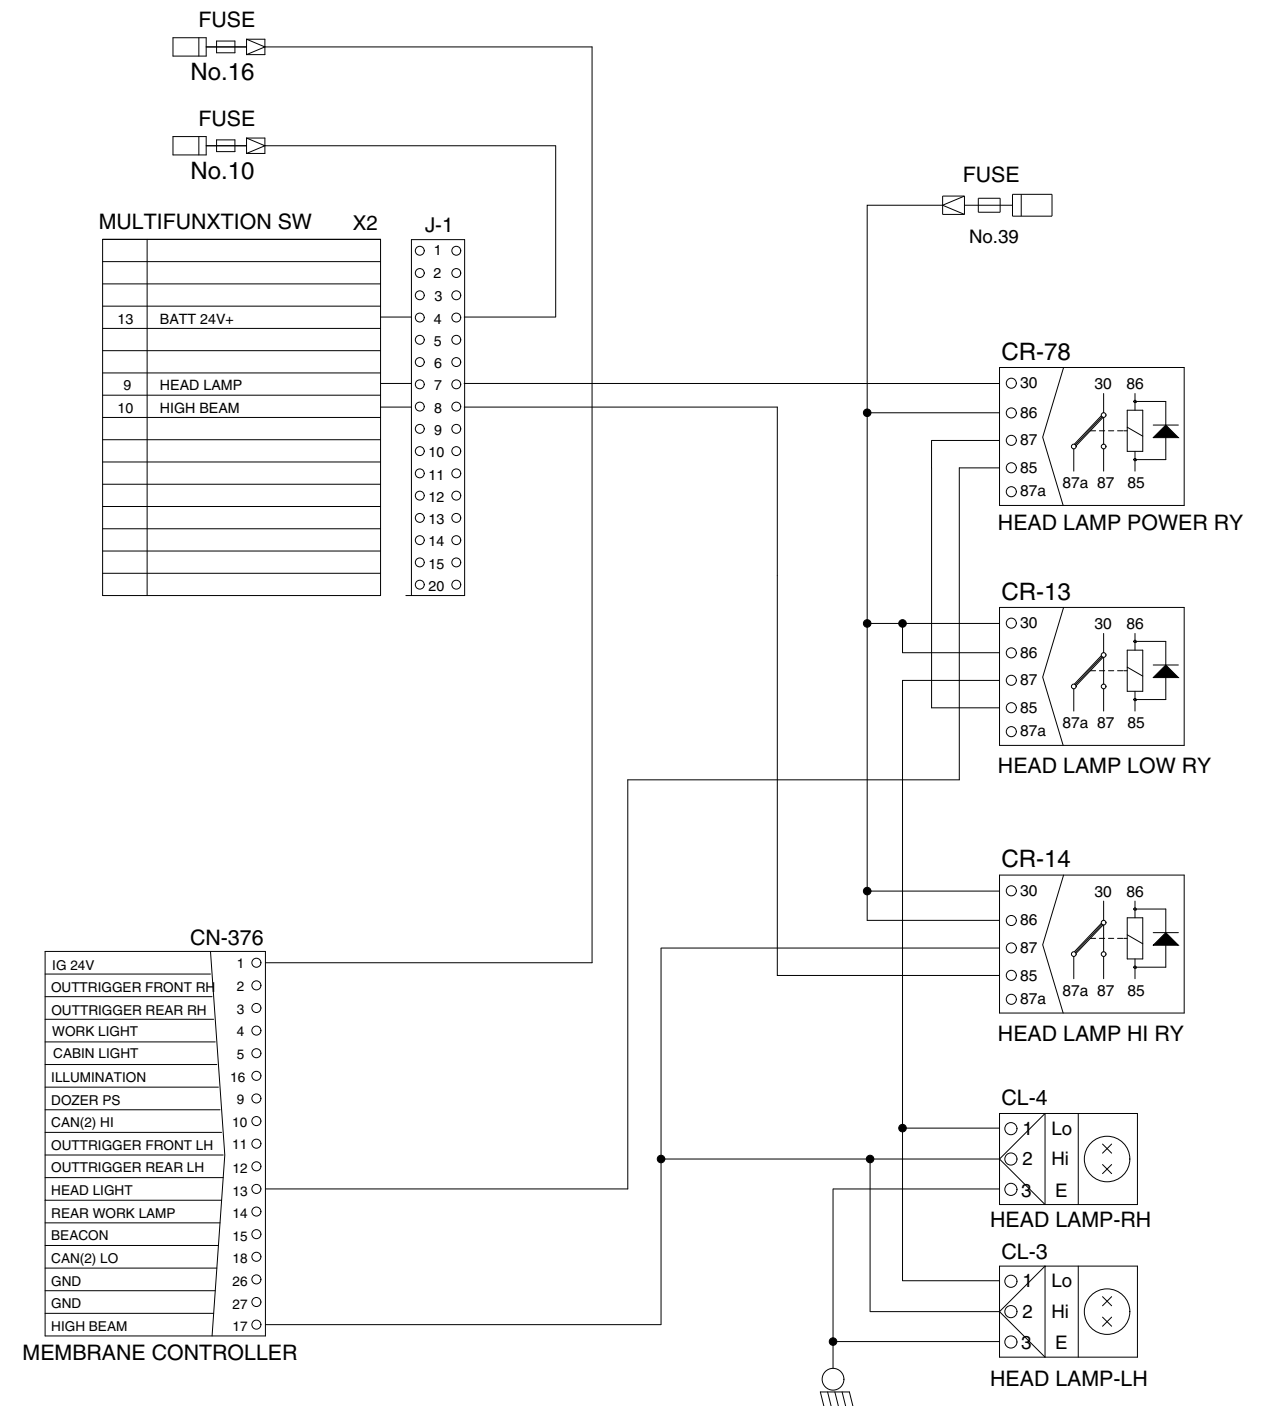 FUSE
No.16
FUSE
No.10
FUSE
No.39
MULTIFUNXTION SW X2
13 BATT 24V+
9 HEAD LAMP
10 HIGH BEAM
J-1
1
2
3
4
5
6
7
8
9
10
11
12
13
14
15
20
CR-78
30
86
87
85
87a
30 86
87a 87 85
HEAD LAMP POWER RY
CR-13
30
86
87
85
87a
30 86
87a 87 85
HEAD LAMP LOW RY
CR-14
30
86
87
85
87a
30 86
87a 87 85
HEAD LAMP HI RY
CN-376
IG 24V 1
OUTTRIGGER FRONT RH 2
OUTTRIGGER REAR RH 3
WORK LIGHT 4
CABIN LIGHT 5
ILLUMINATION 16
DOZER PS 9
CAN(2) HI 10
OUTTRIGGER FRONT LH 11
OUTTRIGGER REAR LH 12
HEAD LIGHT 13
REAR WORK LAMP 14
BEACON 15
CAN(2) LO 18
GND 26
GND 27
HIGH BEAM 17
MEMBRANE CONTROLLER
CL-4
1 Lo
2 Hi
3 E
HEAD LAMP-RH
CL-3
1 Lo
2 Hi
3 E
HEAD LAMP-LH